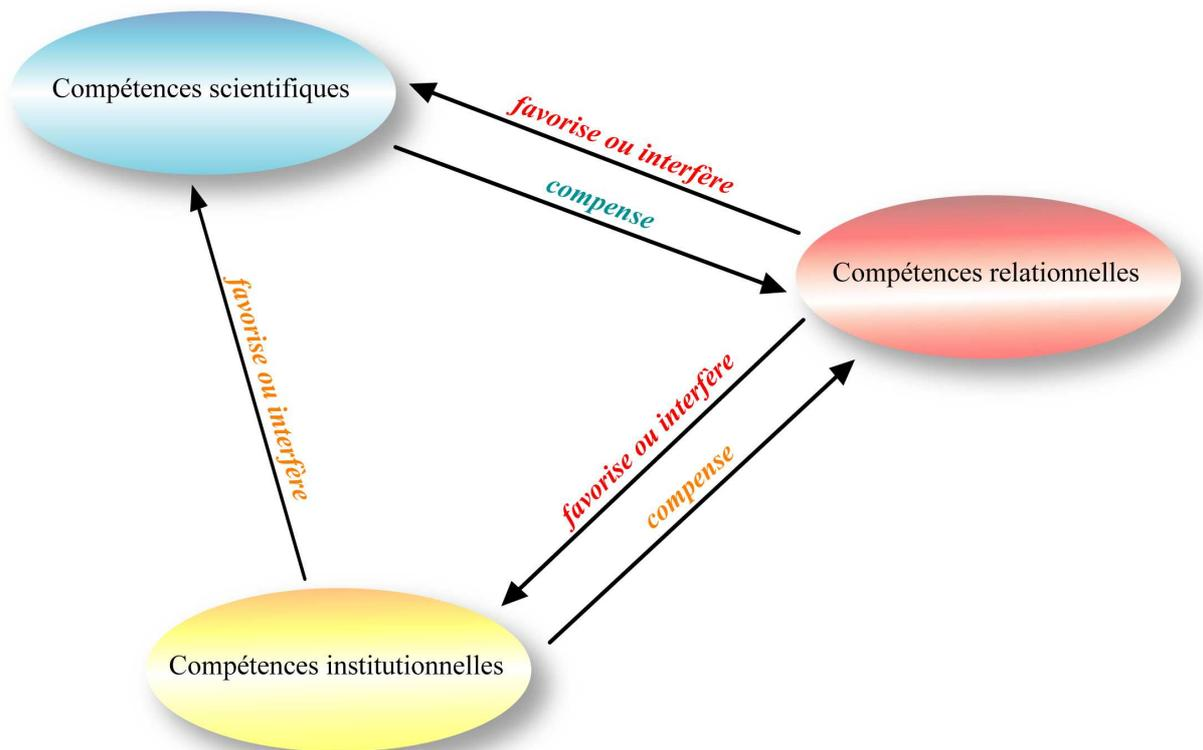 Compétences scientifiques
favorise ou interfère
compense
Compétences relationnelles
favorise ou interfère
favorise ou interfère
compense
Compétences institutionnelles